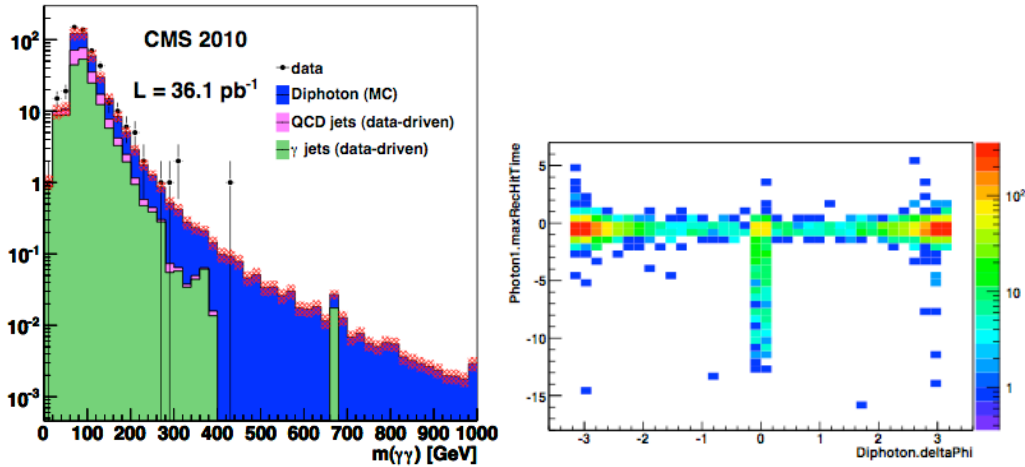 CMS 2010
L = 36.1 pb⁻¹
data
Diphoton (MC)
QCD jets (data-driven)
γ jets (data-driven)
10²
10
1
10⁻¹
10⁻²
10⁻³
0 100 200 300 400 500 600 700 800 900 1000
m(γγ) [GeV]
Photon1.maxRecHitTime
5
0
-5
-10
-15
-3 -2 -1 0 1 2 3
Diphoton.deltaPhi
10²
10
1